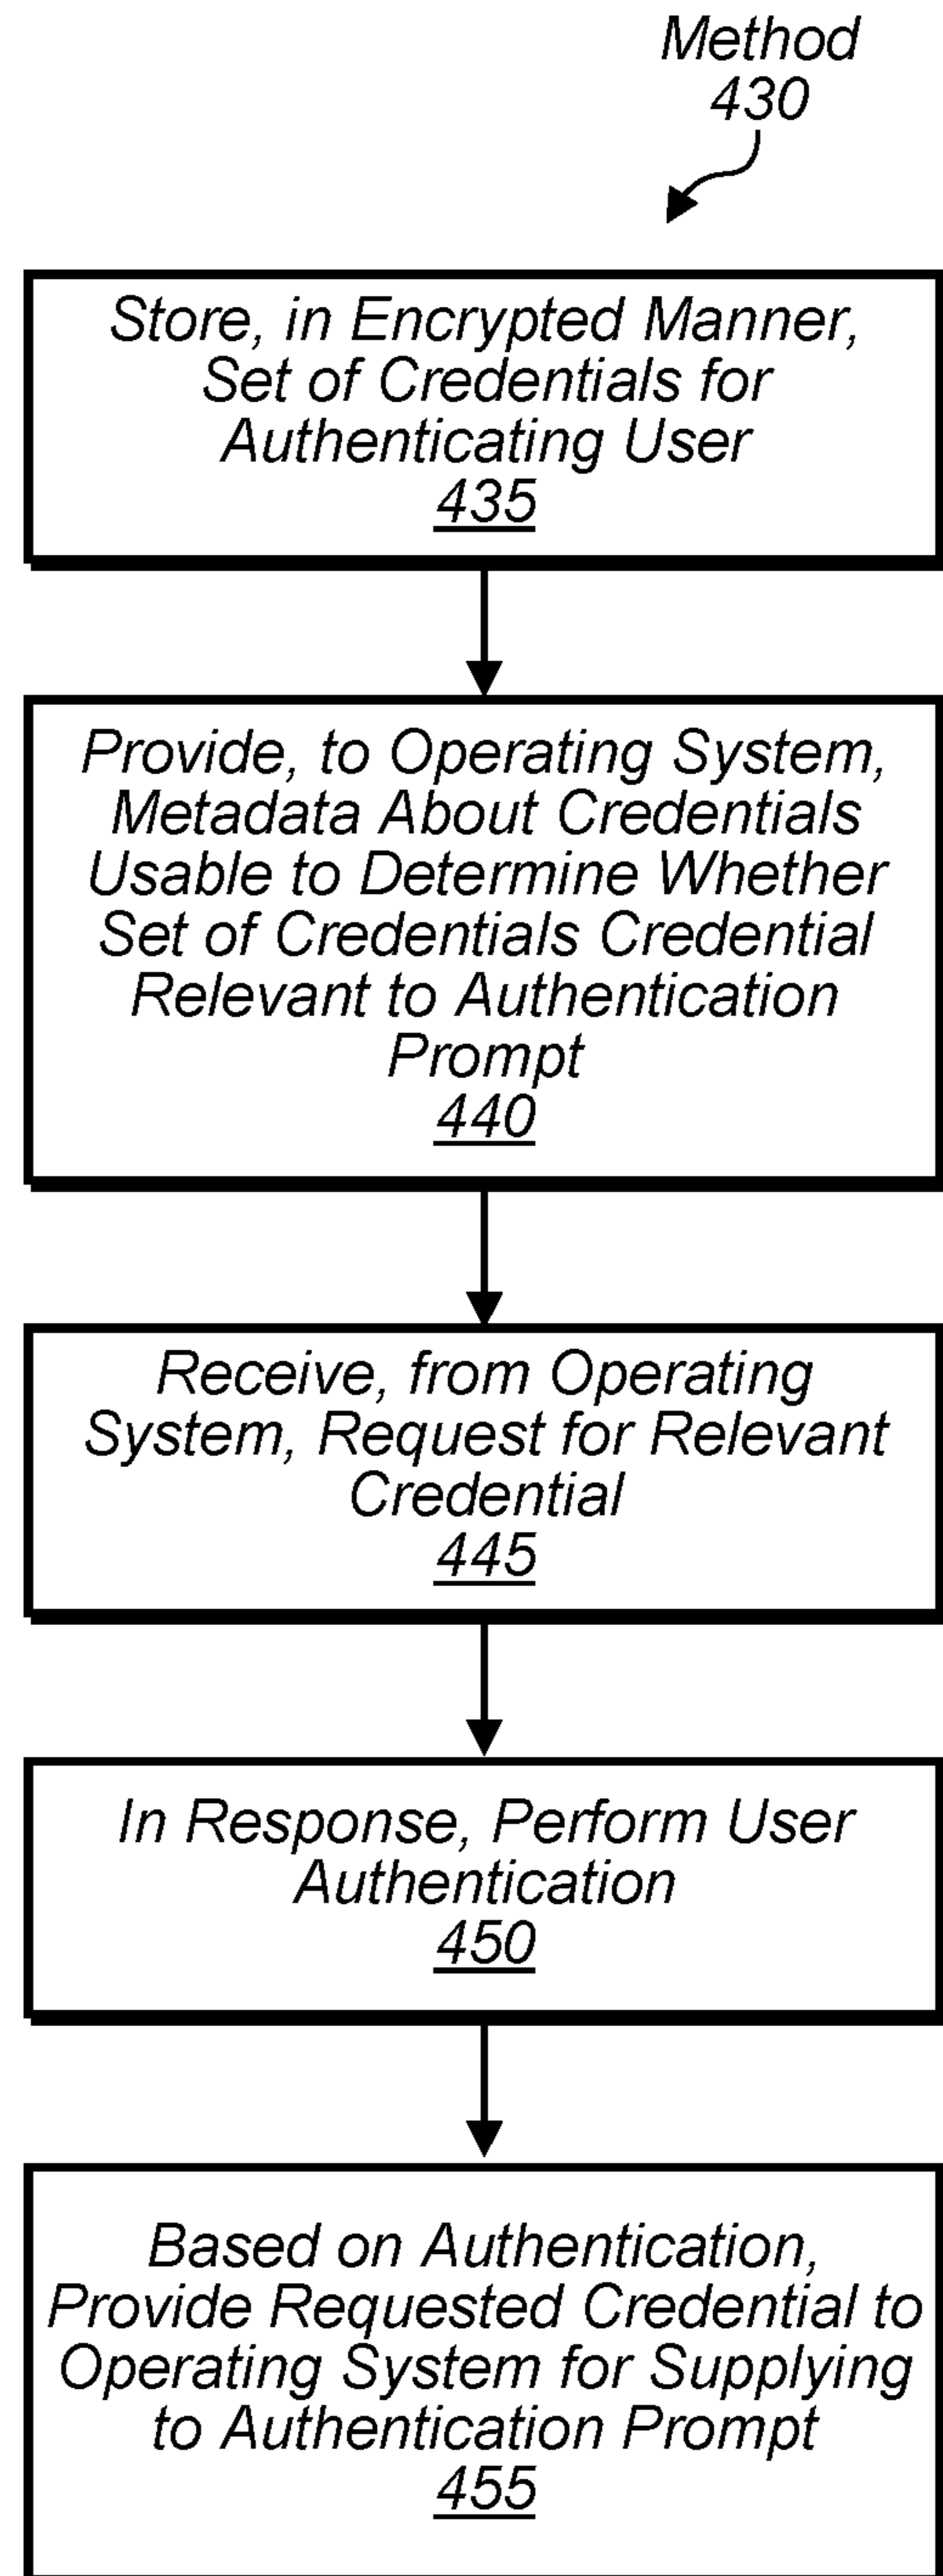 Method
430
Store, in Encrypted Manner,
Set of Credentials for
Authenticating User
435
Provide, to Operating System,
Metadata About Credentials
Usable to Determine Whether
Set of Credentials Credential
Relevant to Authentication
Prompt
440
Receive, from Operating
System, Request for Relevant
Credential
445
In Response, Perform User
Authentication
450
Based on Authentication,
Provide Requested Credential to
Operating System for Supplying
to Authentication Prompt
455